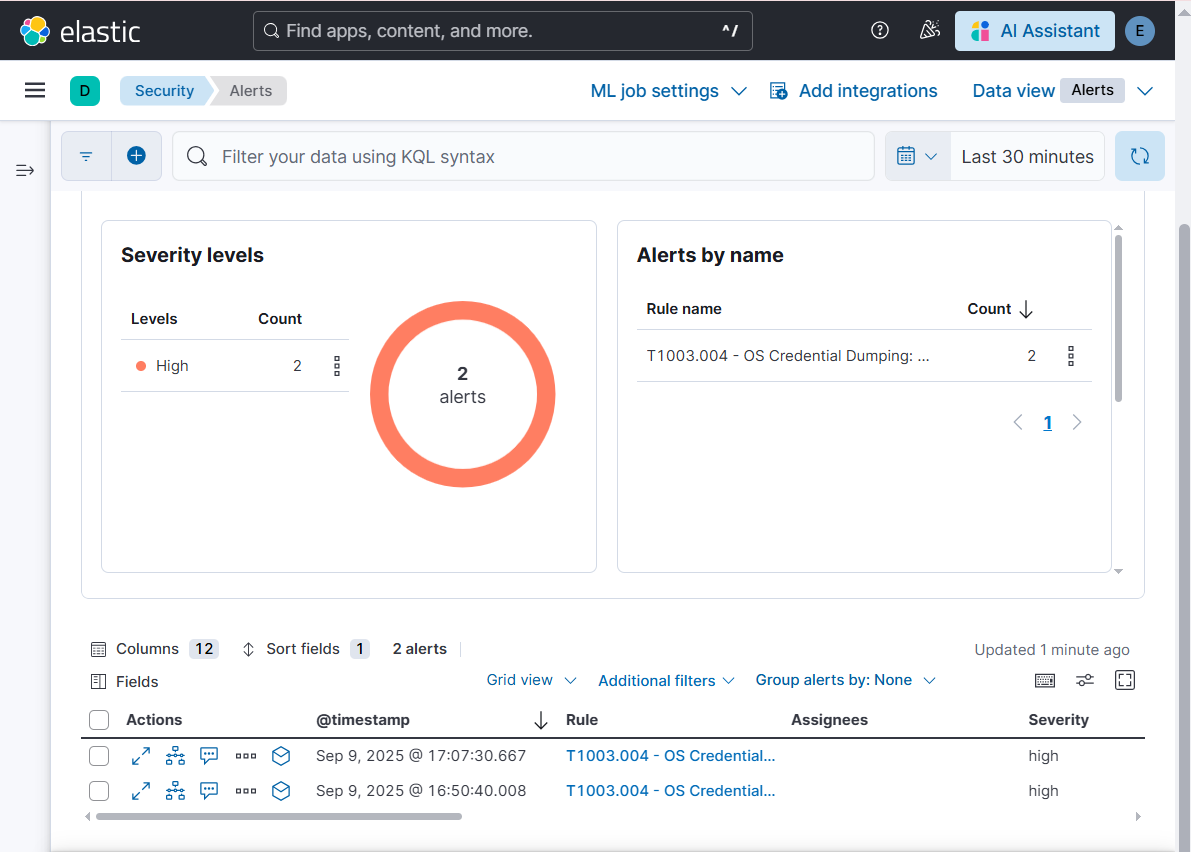 elastic
Find apps, content, and more.
^/
AI Assistant
E
D
Security
Alerts
ML job settings
Add integrations
Data view
Alerts
Filter your data using KQL syntax
Last 30 minutes
Severity levels
Levels Count
High 2
2
alerts
Alerts by name
Rule name Count
T1003.004 - OS Credential Dumping: ... 2
1
Columns 12 Sort fields 1 2 alerts
Updated 1 minute ago
Fields
Grid view Additional filters Group alerts by: None
Actions @timestamp Rule Assignees Severity
Sep 9, 2025 @ 17:07:30.667 T1003.004 - OS Credential... high
Sep 9, 2025 @ 16:50:40.008 T1003.004 - OS Credential... high